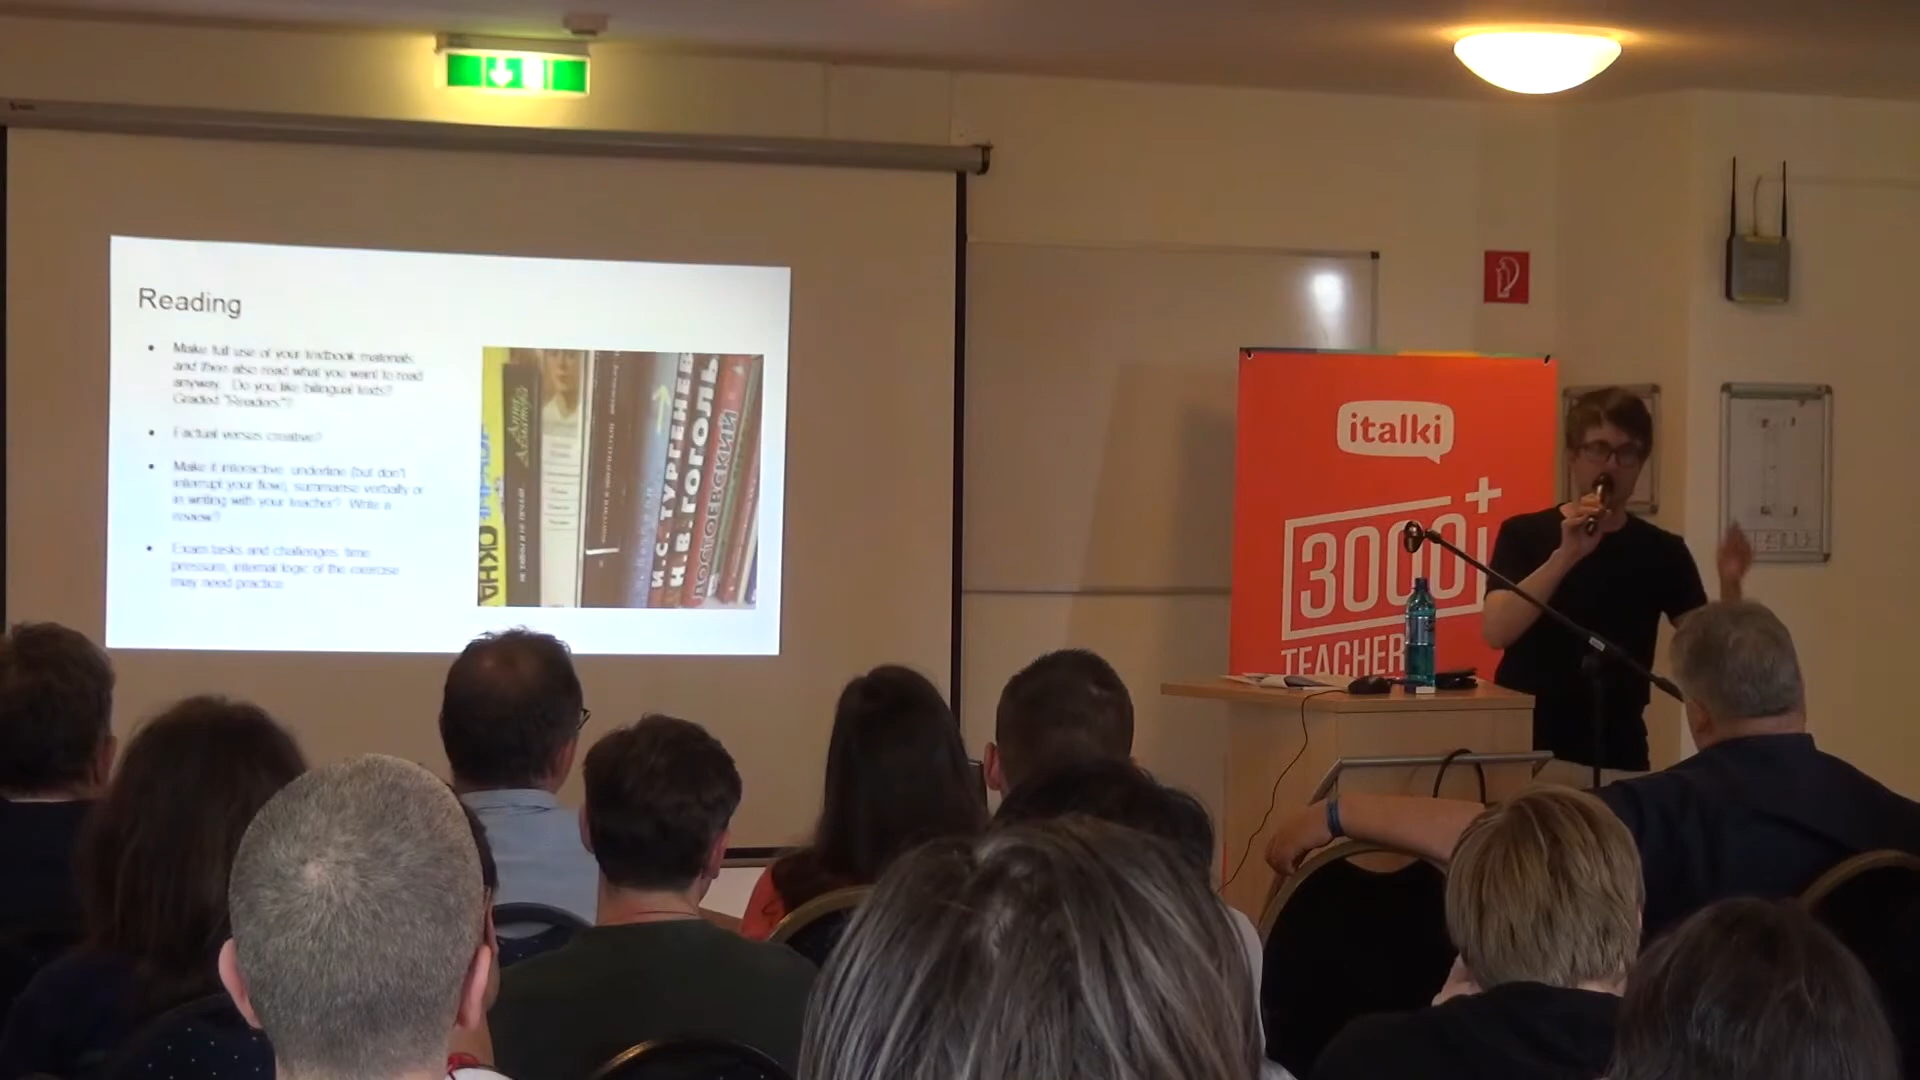 Reading
Make full use of your textbook materials,
and then also read what you want to read
anyway. Do you like bilingual texts?
Graded "Readers"?
Factual versus creative?
Make it interactive: underline (but don't
interrupt your flow), summarise verbally or
in writing with your teacher? Write a
review?
Exam tasks and challenges: time
pressure, internal logic of the exercise
may need practice.
ОКНА
Анна
Ахматова
И.С. ТУРГЕНЕВ
Н.В. ГОГОЛЬ
ДОСТОЕВСКИЙ
italki
3000+
TEACHER